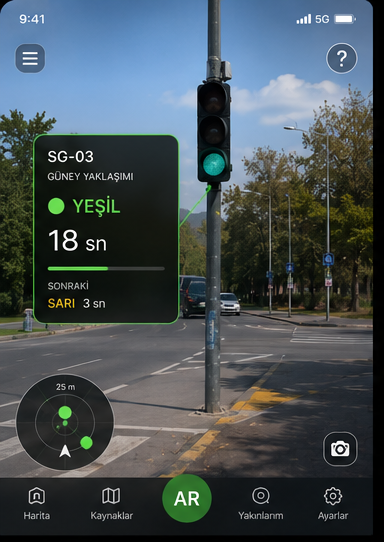 9:41
5G
?
SG-03
GÜNEY YAKLAŞIMI
YEŞİL
18 sn
SONRAKİ
SARI 3 sn
25 m
AR
Harita
Kaynaklar
Yakınlarım
Ayarlar